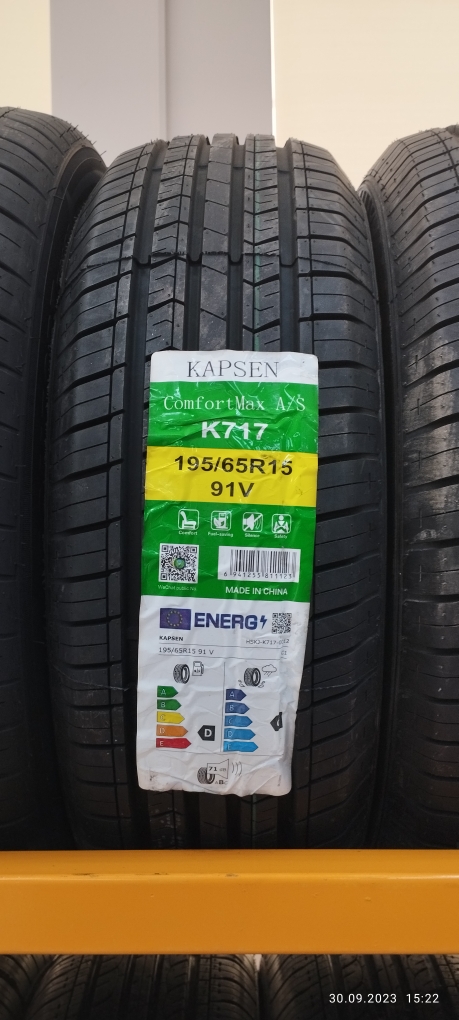 KAPSEN
ComfortMax A/S
K717
195/65R15
91V
Comfort Fuel-saving Silence Safety
MADE IN CHINA
ENERG
KAPSEN
195/65R15 91 V
A A
B B
C C
D D
E E
D
71
30.09.2023 15:22